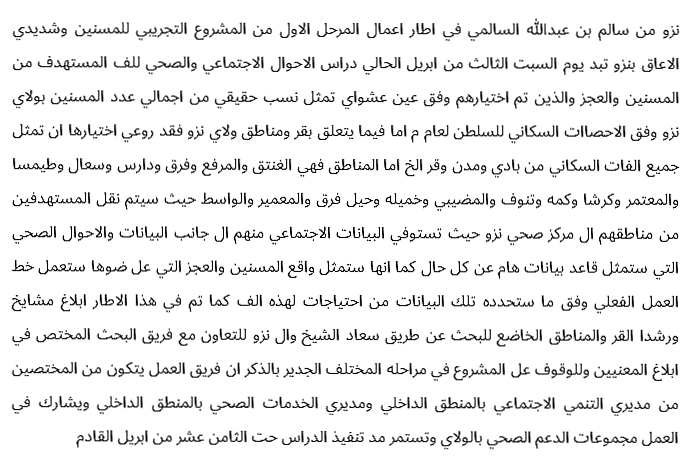 نزو من سالم بن عبدالله السالمي في اطار اعمال المرحل الاول من المشروع التجريبي للمسنين وشديدي
الاعاق بنزو تبد يوم السبت الثالث من ابريل الحالي دراس الاحوال الاجتماعي والصحي للف المستهدف من
المسنين والعجز والذين تم اختيارهم وفق عين عشواي تمثل نسب حقيقي من اجمالي عدد المسنين بولاي
نزو وفق الاحصاات السكاني للسلطن لعام م اما فيما يتعلق بقر ومناطق ولاي نزو فقد روعي اختيارها ان تمثل
جميع الفات السكاني من بادي ومدن وقر الخ اما المناطق فهي الغنتق والمرفع وفرق ودارس وسعال وطيمسا
والمعتمر وكرشا وكمه وتنوف والمضيبي وخميله وحيل فرق والمعمير والواسط حيث سيتم نقل المستهدفين
من مناطقهم ال مركز صحي نزو حيث تستوفي البيانات الاجتماعي منهم ال جانب البيانات والاحوال الصحي
التي ستمثل قاعد بيانات هام عن كل حال كما انها ستمثل واقع المسنين والعجز التي عل ضوها ستعمل خط
العمل الفعلي وفق ما ستحدده تلك البيانات من احتياجات لهذه الف كما تم في هذا الاطار ابلاغ مشايخ
ورشدا القر والمناطق الخاضع للبحث عن طريق سعاد الشيخ وال نزو للتعاون مع فريق البحث المختص في
ابلاغ المعنيين وللوقوف عل المشروع في مراحله المختلف الجدير بالذكر ان فريق العمل يتكون من المختصين
من مديري التنمي الاجتماعي بالمنطق الداخلي ومديري الخدمات الصحي بالمنطق الداخلي ويشارك في
العمل مجموعات الدعم الصحي بالولاي وتستمر مد تنفيذ الدراس حت الثامن عشر من ابريل القادم